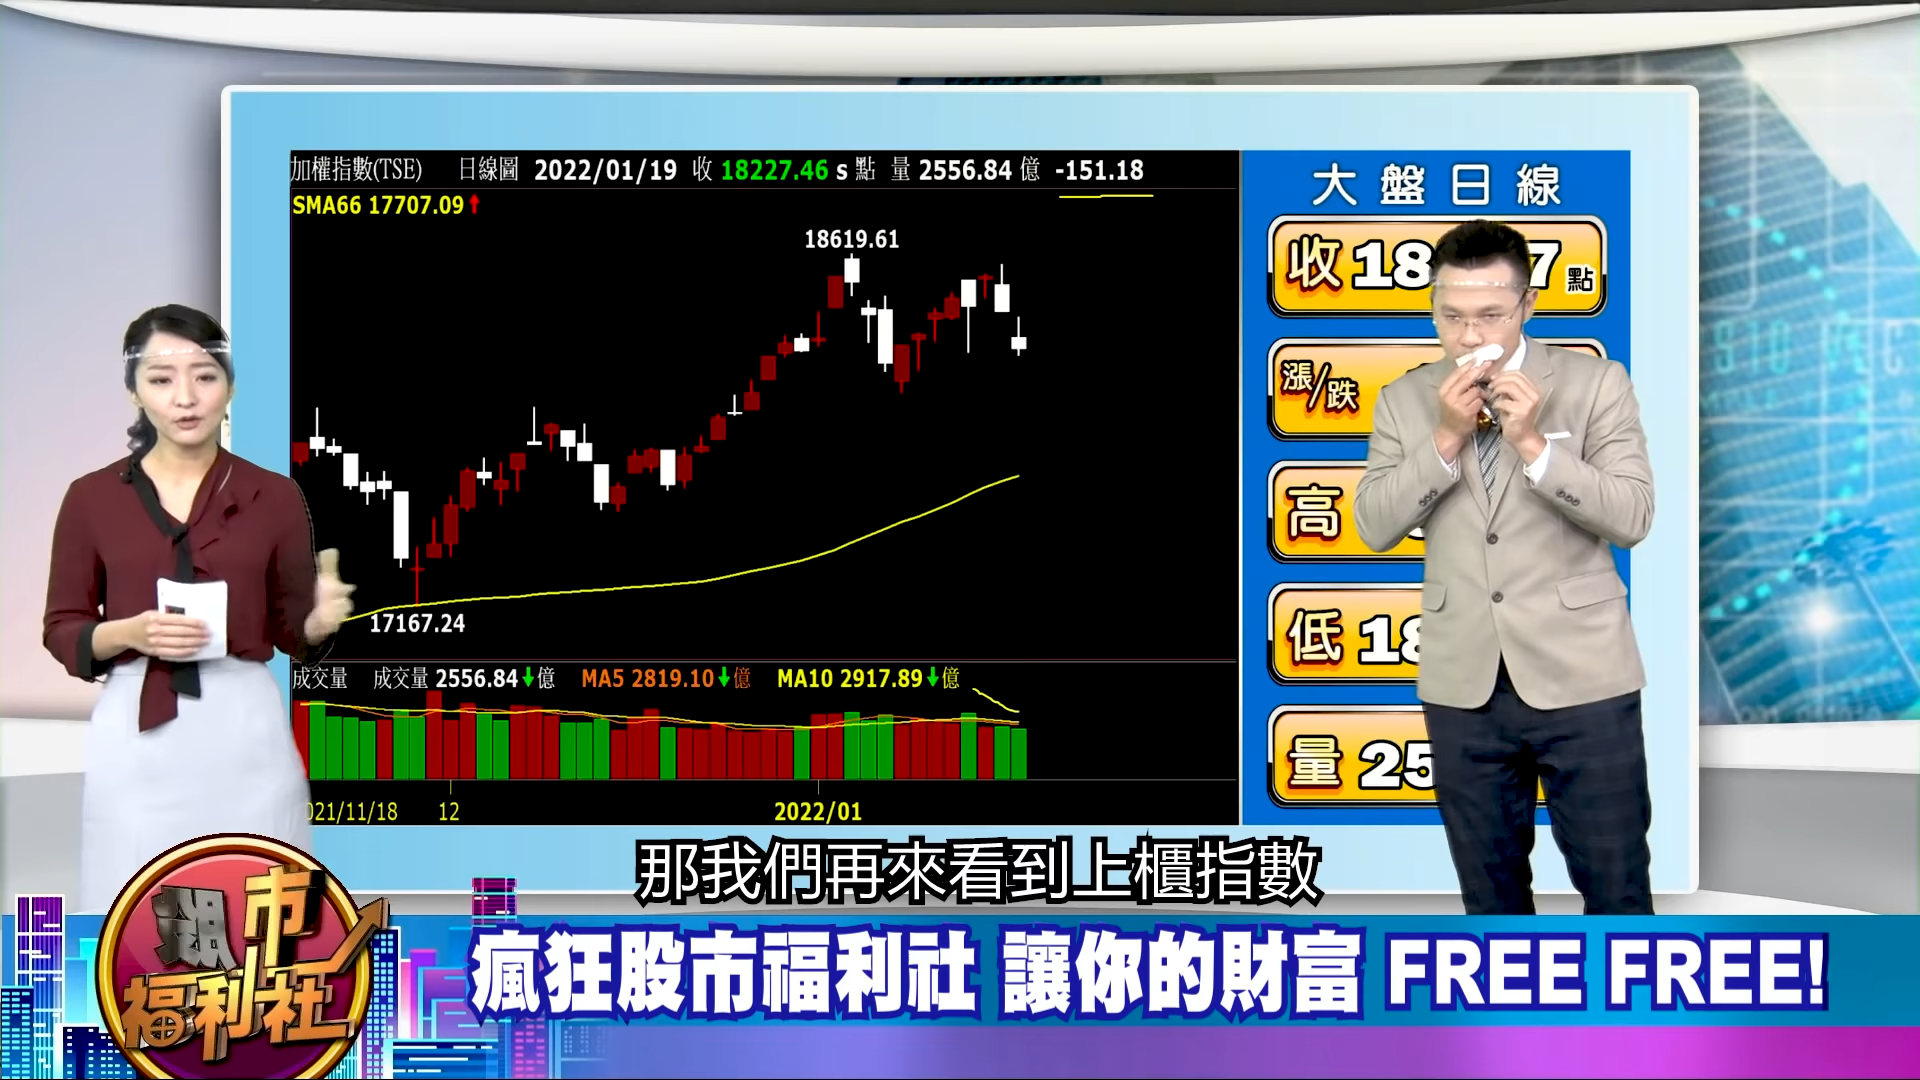 加權指數(TSE) 日線圖 2022/01/19 收 18227.46 s 點 量 2556.84 億 -151.18
SMA66 17707.09↑
18619.61
17167.24
成交量 成交量 2556.84↓億 MA5 2819.10↓億 MA10 2917.89↓億
021/11/18 12 2022/01
大盤日線
收 18 7 點
漲/跌
高
低 18
量 25
那我們再來看到上櫃指數
股市福利社
瘋狂股市福利社 讓你的財富 FREE FREE!